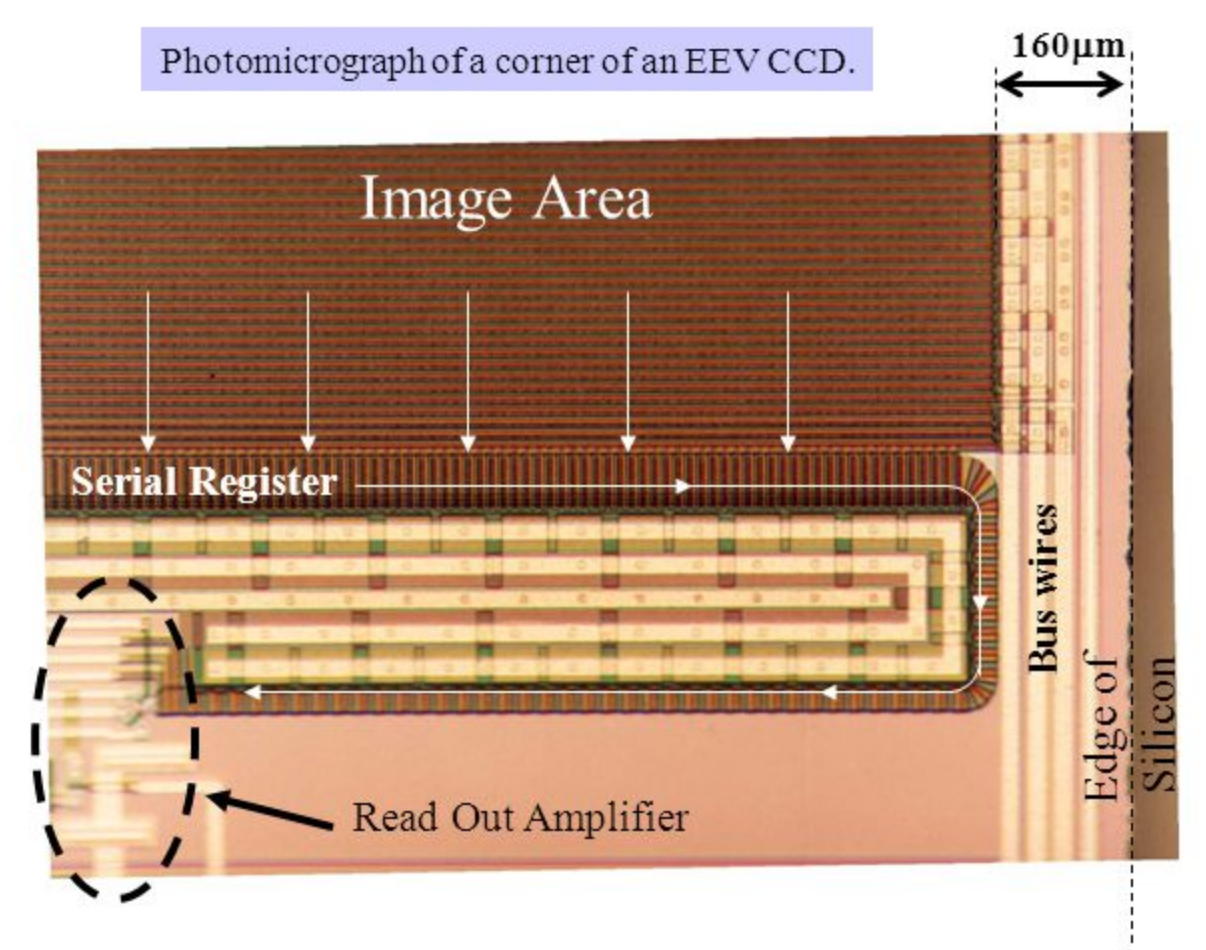 Photomicrograph of a corner of an EEV CCD.
160μm
Image Area
Serial Register
Bus wires
Edge of
Silicon
Read Out Amplifier